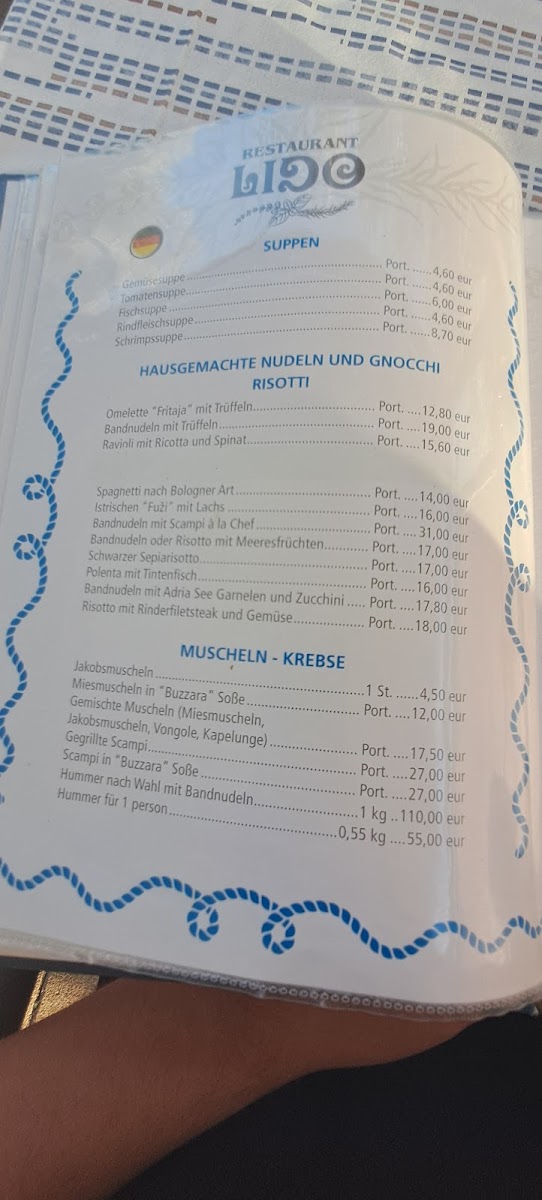 RESTAURANT
LIDO
SUPPEN
Gemüsesuppe........ Port. ......4,60 eur
Tomatensuppe........ Port. ......4,60 eur
Fischsuppe........ Port. ......6,00 eur
Rindfleischsuppe........ Port. ......4,60 eur
Schrimpssuppe........ Port. ......8,70 eur
HAUSGEMACHTE NUDELN UND GNOCCHI
RISOTTI
Omelette "Fritaja" mit Trüffeln........ Port. ....12,80 eur
Bandnudeln mit Trüffeln........ Port. ....19,00 eur
Ravioli mit Ricotta und Spinat........ Port. ....15,60 eur
Spaghetti nach Bologner Art........ Port. ....14,00 eur
Istrischen "Fuži" mit Lachs........ Port. ....16,00 eur
Bandnudeln mit Scampi à la Chef........ Port. ....31,00 eur
Bandnudeln oder Risotto mit Meeresfrüchten........ Port. ....17,00 eur
Schwarzer Sepiarisotto........ Port. ....17,00 eur
Polenta mit Tintenfisch........ Port. ....16,00 eur
Bandnudeln mit Adria See Garnelen und Zucchini ..... Port. ....17,80 eur
Risotto mit Rinderfiletsteak und Gemüse........ Port. ....18,00 eur
MUSCHELN - KREBSE
Jakobsmuscheln........1 St. ......4,50 eur
Miesmuscheln in "Buzzara" Soße........ Port. ....12,00 eur
Gemischte Muscheln (Miesmuscheln,
Jakobsmuscheln, Vongole, Kapelunge)........ Port. ....17,50 eur
Gegrillte Scampi........ Port. ....27,00 eur
Scampi in "Buzzara" Soße........ Port. ....27,00 eur
Hummer nach Wahl mit Bandnudeln........1 kg ..110,00 eur
Hummer für 1 person........0,55 kg ....55,00 eur